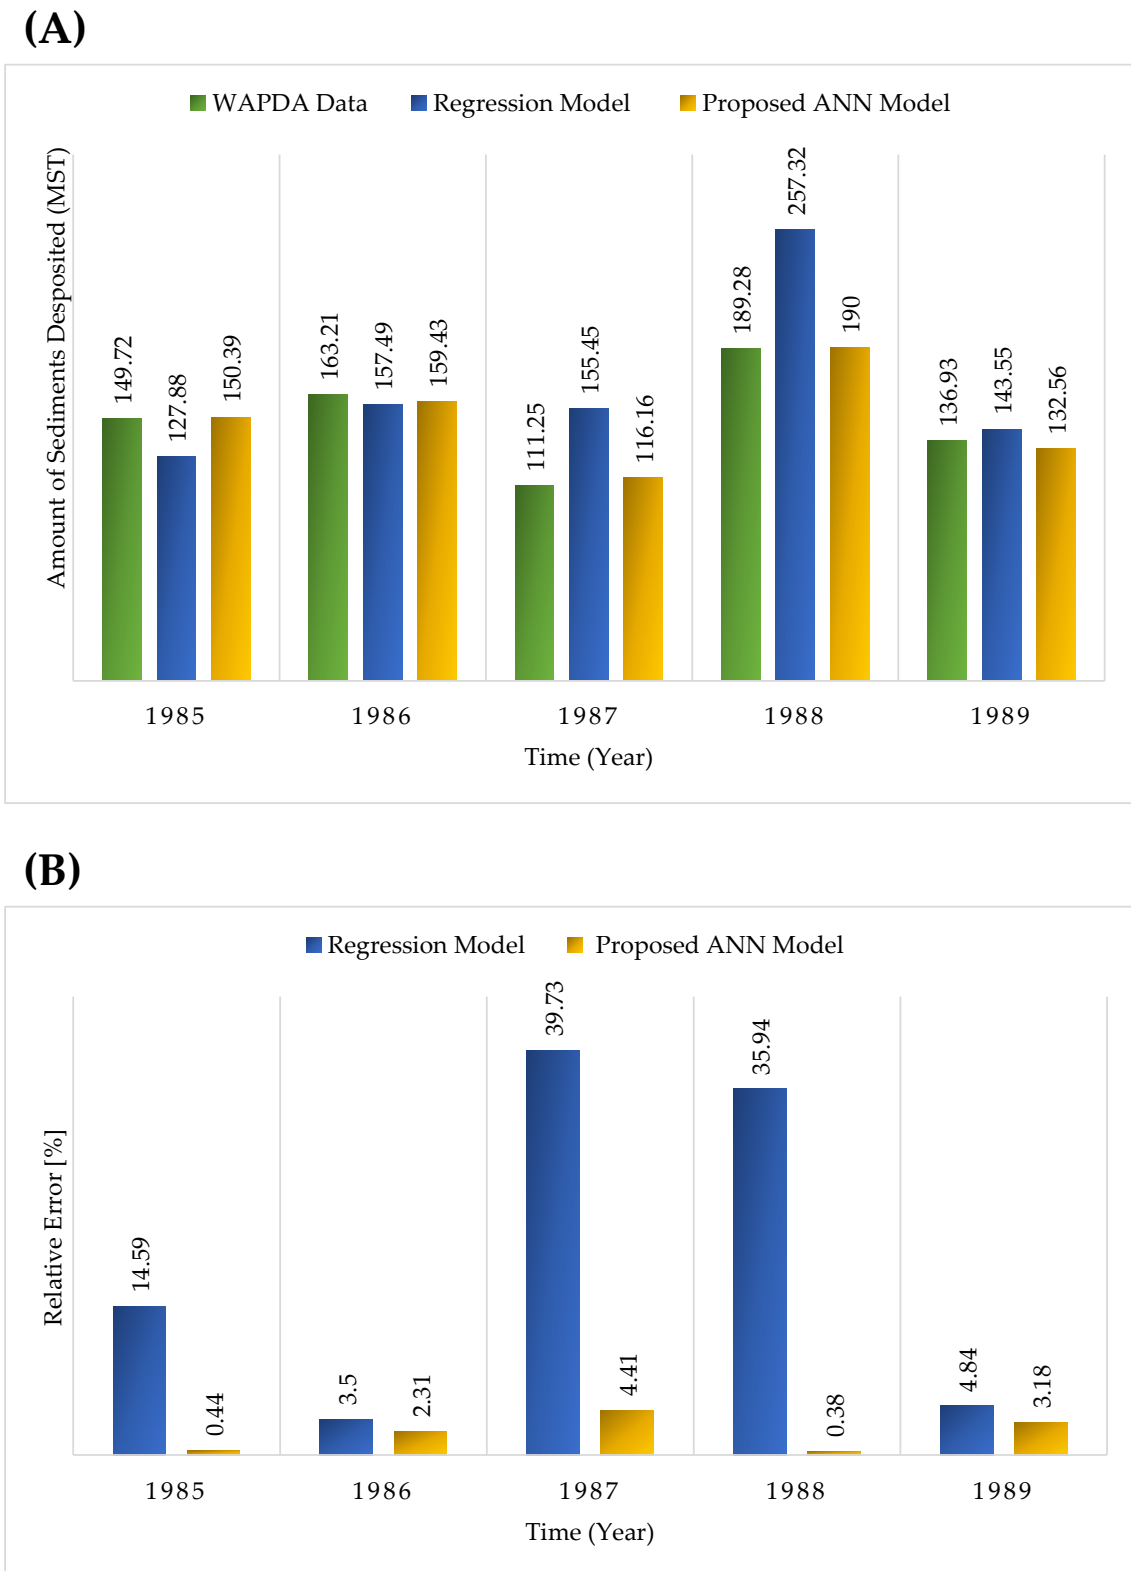 (A)
WAPDA Data Regression Model Proposed ANN Model
Amount of Sediments Desposited (MST)
149.72 127.88 150.39
163.21 157.49 159.43
111.25 155.45 116.16
189.28 257.32 190
136.93 143.55 132.56
1985 1986 1987 1988 1989
Time (Year)
(B)
Regression Model Proposed ANN Model
Relative Error [%]
14.59 0.44
3.5 2.31
39.73 4.41
35.94 0.38
4.84 3.18
1985 1986 1987 1988 1989
Time (Year)